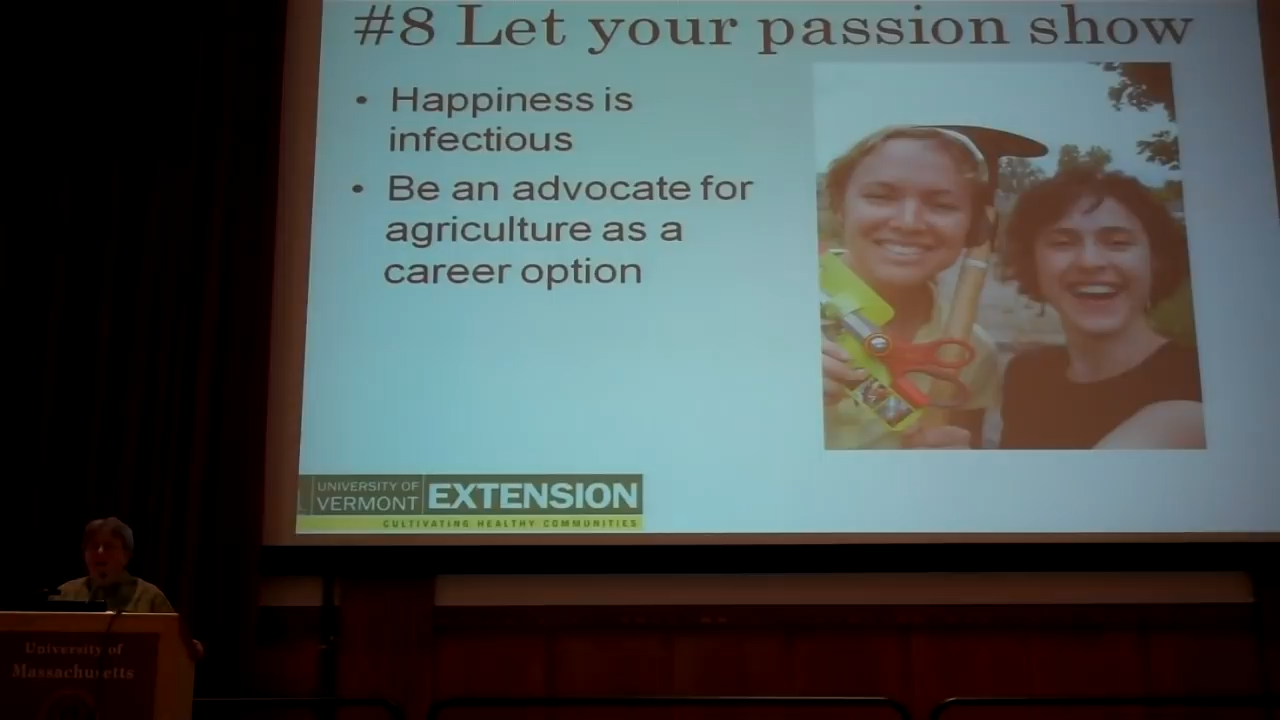 #8 Let your passion show
• Happiness is
infectious
• Be an advocate for
agriculture as a
career option
UNIVERSITY OF
VERMONT
EXTENSION
CULTIVATING HEALTHY COMMUNITIES
University of
Massachusetts